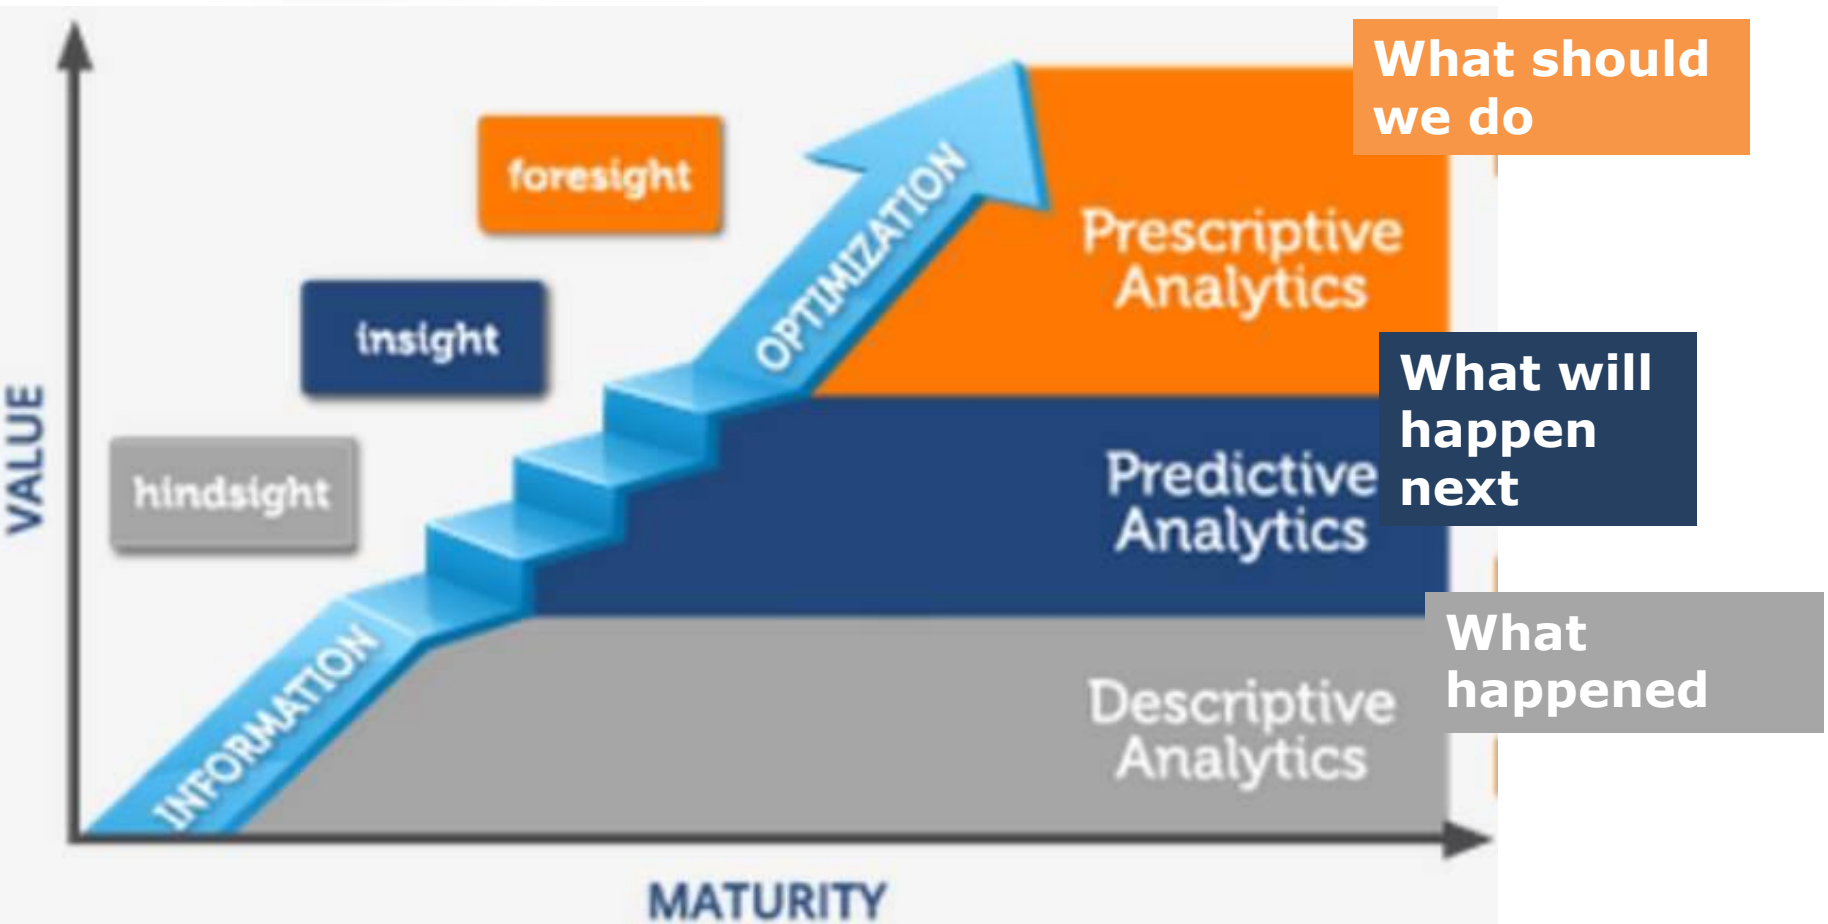 What should
we do
foresight
OPTIMIZATION
Prescriptive
Analytics
insight
What will
happen
next
VALUE
hindsight
Predictive
Analytics
What
happened
INFORMATION
Descriptive
Analytics
MATURITY